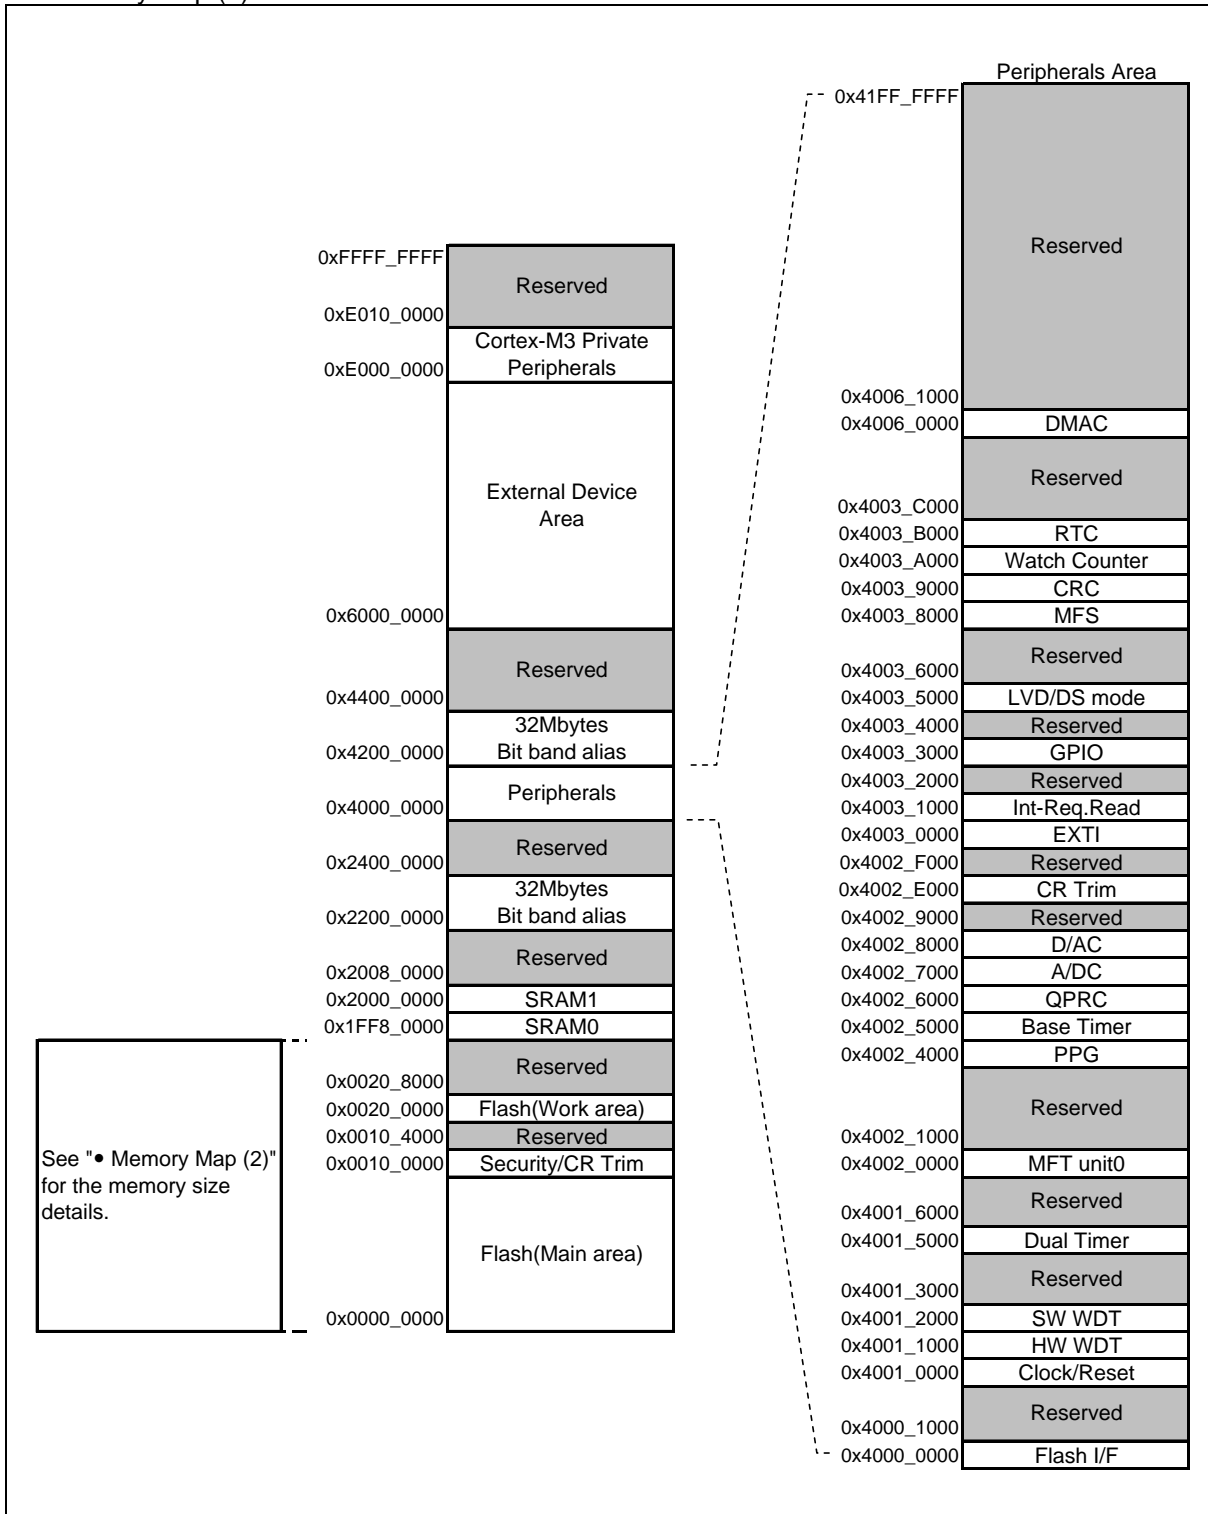 Peripherals Area
0x41FF_FFFF
Reserved
0x4006_1000
0x4006_0000 DMAC
Reserved
0x4003_C000
0x4003_B000 RTC
0x4003_A000 Watch Counter
0x4003_9000 CRC
0x4003_8000 MFS
Reserved
0x4003_6000
0x4003_5000 LVD/DS mode
0x4003_4000 Reserved
0x4003_3000 GPIO
0x4003_2000 Reserved
0x4003_1000 Int-Req.Read
0x4003_0000 EXTI
0x4002_F000 Reserved
0x4002_E000 CR Trim
0x4002_9000 Reserved
0x4002_8000 D/AC
0x4002_7000 A/DC
0x4002_6000 QPRC
0x4002_5000 Base Timer
0x4002_4000 PPG
Reserved
0x4002_1000
0x4002_0000 MFT unit0
Reserved
0x4001_6000
0x4001_5000 Dual Timer
Reserved
0x4001_3000
0x4001_2000 SW WDT
0x4001_1000 HW WDT
0x4001_0000 Clock/Reset
Reserved
0x4000_1000
0x4000_0000 Flash I/F
0xFFFF_FFFF
Reserved
0xE010_0000
Cortex-M3 Private
0xE000_0000 Peripherals
External Device
Area
0x6000_0000
Reserved
0x4400_0000
32Mbytes
0x4200_0000 Bit band alias
Peripherals
0x4000_0000
Reserved
0x2400_0000
32Mbytes
0x2200_0000 Bit band alias
Reserved
0x2008_0000
0x2000_0000 SRAM1
0x1FF8_0000 SRAM0
Reserved
0x0020_8000
0x0020_0000 Flash(Work area)
0x0010_4000 Reserved
0x0010_0000 Security/CR Trim
Flash(Main area)
0x0000_0000
See "• Memory Map (2)"
for the memory size
details.